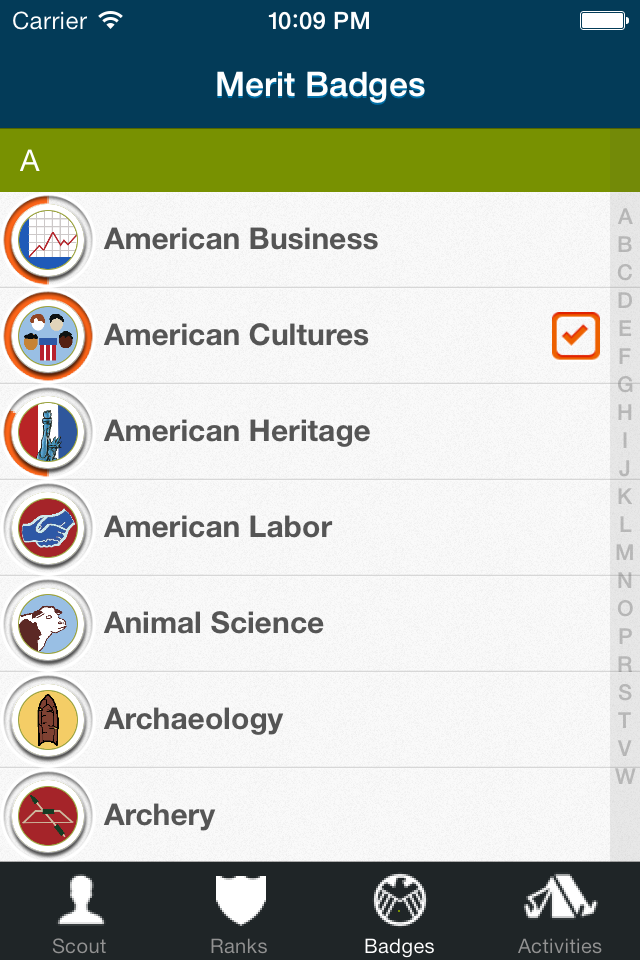 Carrier 10:09 PM
Merit Badges
A
American Business
American Cultures
American Heritage
American Labor
Animal Science
Archaeology
Archery
A
B
C
D
E
F
G
H
I
J
K
L
M
N
O
P
R
S
T
V
W
Scout Ranks Badges Activities